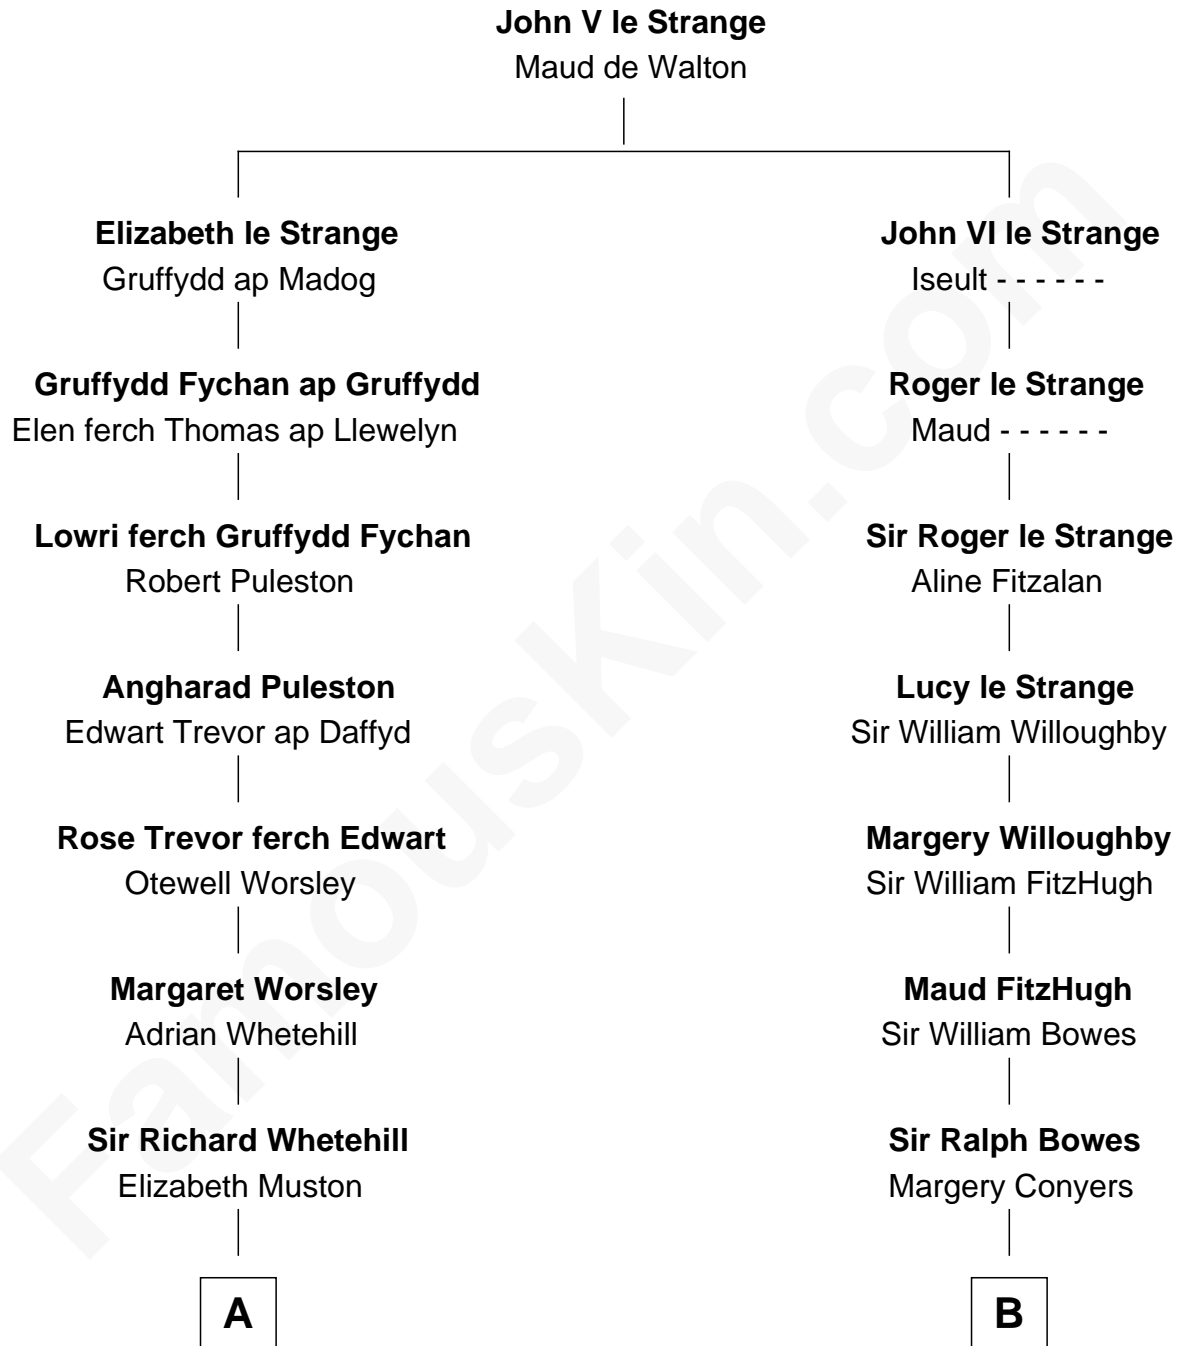 John V le Strange
Maud de Walton
Elizabeth le Strange
Gruffydd ap Madog
Gruffydd Fychan ap Gruffydd
Elen ferch Thomas ap Llewelyn
Lowri ferch Gruffydd Fychan
Robert Puleston
Angharad Puleston
Edwart Trevor ap Daffyd
Rose Trevor ferch Edwart
Otewell Worsley
Margaret Worsley
Adrian Whetehill
Sir Richard Whetehill
Elizabeth Muston
A
John VI le Strange
Iseult - - - - - -
Roger le Strange
Maud - - - - - -
Sir Roger le Strange
Aline Fitzalan
Lucy le Strange
Sir William Willoughby
Margery Willoughby
Sir William FitzHugh
Maud FitzHugh
Sir William Bowes
Sir Ralph Bowes
Margery Conyers
B
FamousKin.com